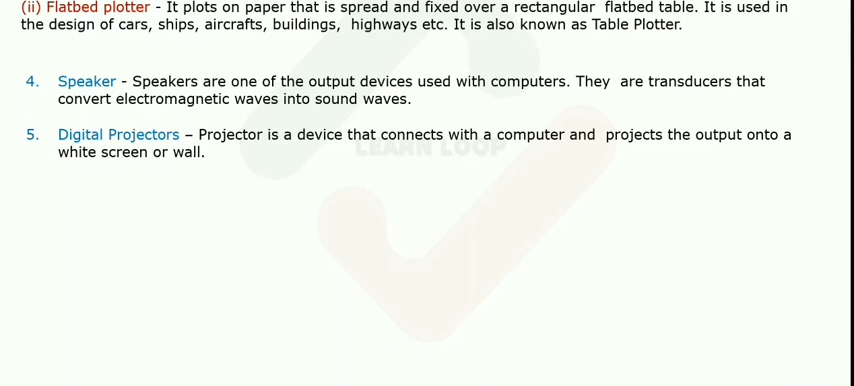 (ii) Flatbed plotter - It plots on paper that is spread and fixed over a rectangular flatbed table. It is used in
the design of cars, ships, aircrafts, buildings, highways etc. It is also known as Table Plotter.
4. Speaker - Speakers are one of the output devices used with computers. They are transducers that
convert electromagnetic waves into sound waves.
5. Digital Projectors – Projector is a device that connects with a computer and projects the output onto a
LEARN LOOP
white screen or wall.